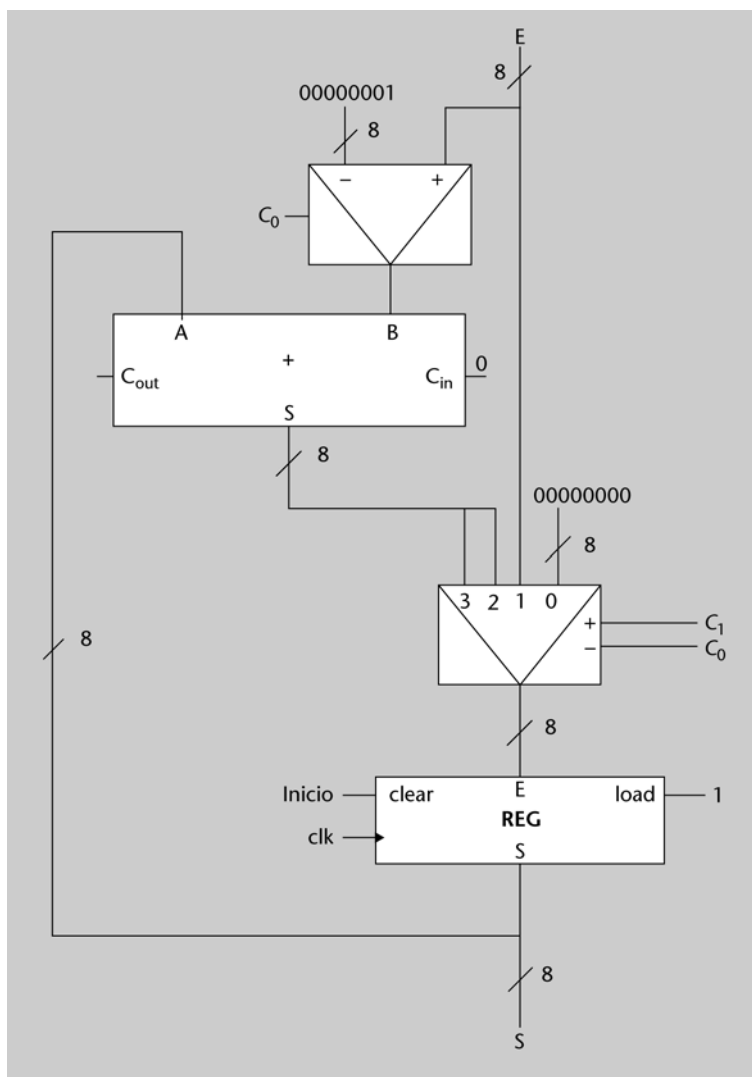 E
8
00000001
8
− +
C0
A B
+
Cout Cin 0
S
8
00000000
8
3 2 1 0
+ C1
− C0
8
8
Inicio clear E load 1
REG
clk
S
8
S